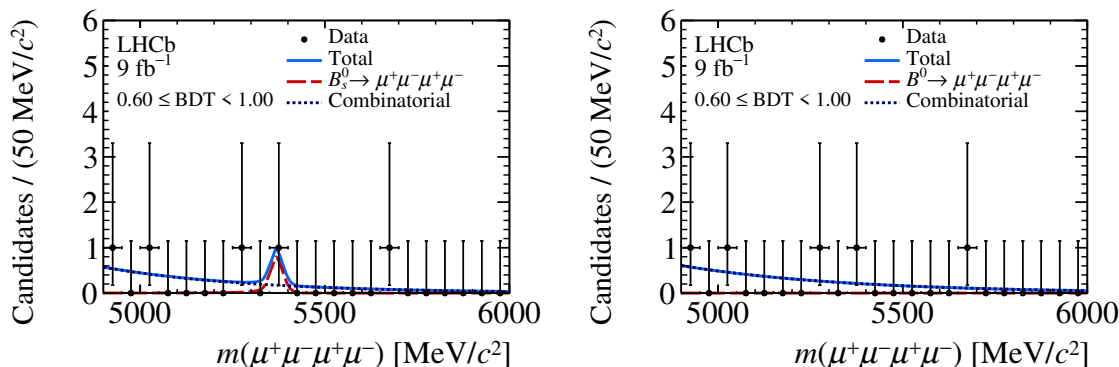 Candidates / (50 MeV/c²)
6
5
4
3
2
1
0
LHCb
9 fb⁻¹
0.60 ≤ BDT < 1.00
Data
Total
B⁰ₛ → μ⁺μ⁻μ⁺μ⁻
Combinatorial
5000 5500 6000
m(μ⁺μ⁻μ⁺μ⁻) [MeV/c²]
Candidates / (50 MeV/c²)
6
5
4
3
2
1
0
LHCb
9 fb⁻¹
0.60 ≤ BDT < 1.00
Data
Total
B⁰ → μ⁺μ⁻μ⁺μ⁻
Combinatorial
5000 5500 6000
m(μ⁺μ⁻μ⁺μ⁻) [MeV/c²]